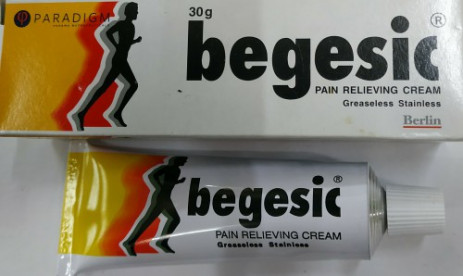 PARADIGM
30g
begesic®
PAIN RELIEVING CREAM
Greaseless Stainless
Berlin
begesic®
PAIN RELIEVING CREAM
Greaseless Stainless